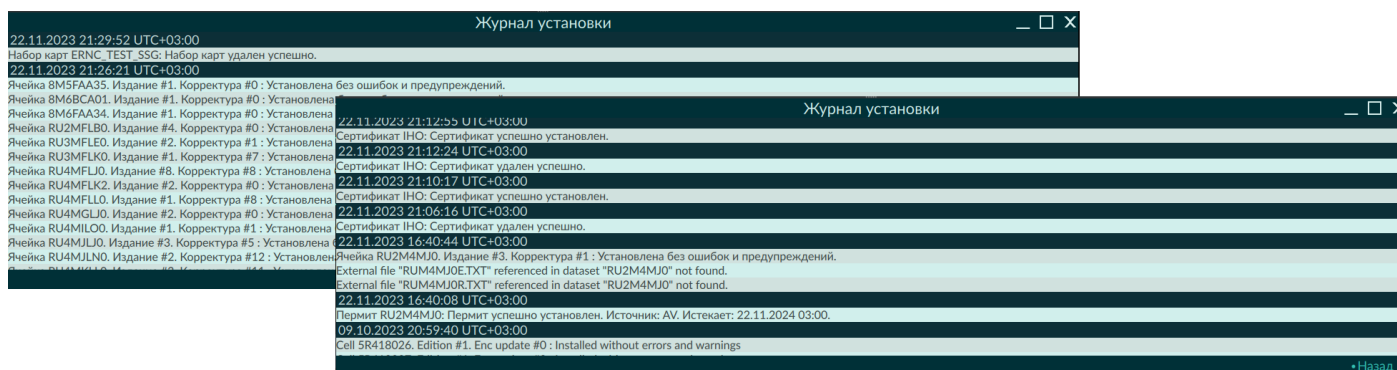 Журнал установки
22.11.2023 21:29:52 UTC+03:00
Набор карт ERNC_TEST_SSG: Набор карт удален успешно.
22.11.2023 21:26:21 UTC+03:00
Ячейка 8M5FAA35. Издание #1. Корректура #0 : Установлена без ошибок и предупреждений.
Ячейка 8M6BCA01. Издание #1. Корректура #0 : Установлена
Ячейка 8M6FAA34. Издание #1. Корректура #0 : Установлена
Ячейка RU2MFLB0. Издание #4. Корректура #0 : Установлена
Ячейка RU3MFLE0. Издание #2. Корректура #1 : Установлена
Ячейка RU3MFLK0. Издание #1. Корректура #7 : Установлена
Ячейка RU4MFLJ0. Издание #8. Корректура #8 : Установлена
Ячейка RU4MFLK2. Издание #2. Корректура #0 : Установлена
Ячейка RU4MFLL0. Издание #1. Корректура #8 : Установлена
Ячейка RU4MGLJ0. Издание #2. Корректура #0 : Установлена
Ячейка RU4MILO0. Издание #1. Корректура #1 : Установлена
Ячейка RU4MJLJ0. Издание #3. Корректура #5 : Установлена
Ячейка RU4MJLN0. Издание #2. Корректура #12 : Установлен
Журнал установки
22.11.2023 21:12:55 UTC+03:00
Сертификат IHO: Сертификат успешно установлен.
22.11.2023 21:12:24 UTC+03:00
Сертификат IHO: Сертификат удален успешно.
22.11.2023 21:10:17 UTC+03:00
Сертификат IHO: Сертификат успешно установлен.
22.11.2023 21:06:16 UTC+03:00
Сертификат IHO: Сертификат удален успешно.
22.11.2023 16:40:44 UTC+03:00
Ячейка RU2M4MJ0. Издание #3. Корректура #1 : Установлена без ошибок и предупреждений.
External file "RUM4MJ0E.TXT" referenced in dataset "RU2M4MJ0" not found.
External file "RUM4MJ0R.TXT" referenced in dataset "RU2M4MJ0" not found.
22.11.2023 16:40:08 UTC+03:00
Пермит RU2M4MJ0: Пермит успешно установлен. Источник: AV. Истекает: 22.11.2024 03:00.
09.10.2023 20:59:40 UTC+03:00
Cell 5R418026. Edition #1. Enc update #0 : Installed without errors and warnings
• Назад